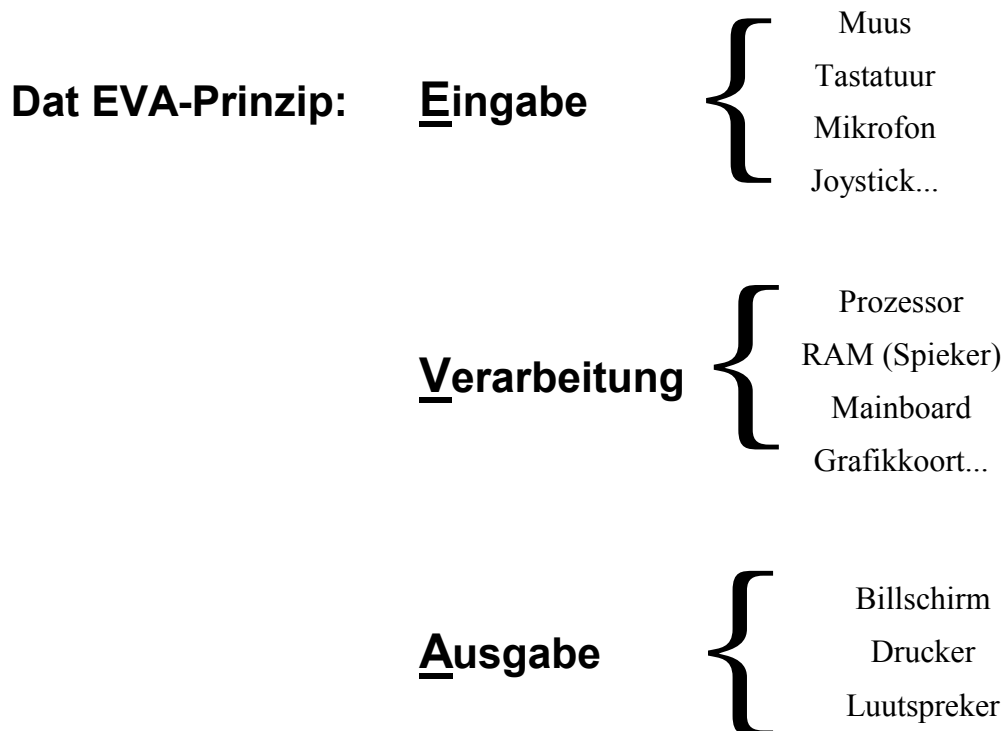 Dat EVA-Prinzip:
Eingabe
Muus
Tastatuur
Mikrofon
Joystick...
Verarbeitung
Prozessor
RAM (Spieker)
Mainboard
Grafikkoort...
Ausgabe
Billschirm
Drucker
Luutspreker